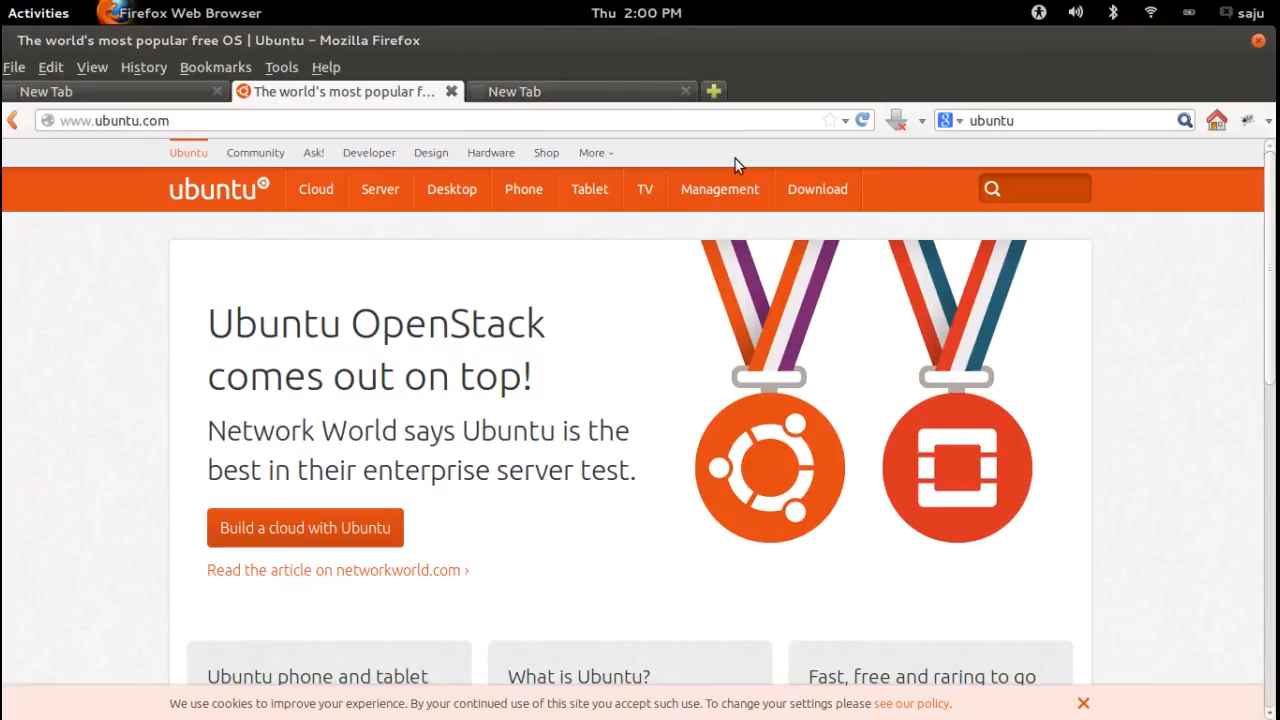 Activities Firefox Web Browser Thu 2:00 PM saju
The world's most popular free OS | Ubuntu – Mozilla Firefox
File Edit View History Bookmarks Tools Help
New Tab The world's most popular f... New Tab
www.ubuntu.com ubuntu
Ubuntu Community Ask! Developer Design Hardware Shop More
ubuntu Cloud Server Desktop Phone Tablet TV Management Download
Ubuntu OpenStack
comes out on top!
Network World says Ubuntu is the
best in their enterprise server test.
Build a cloud with Ubuntu
Read the article on networkworld.com ›
Ubuntu phone and tablet What is Ubuntu? Fast, free and raring to go
We use cookies to improve your experience. By your continued use of this site you accept such use. To change your settings please see our policy.